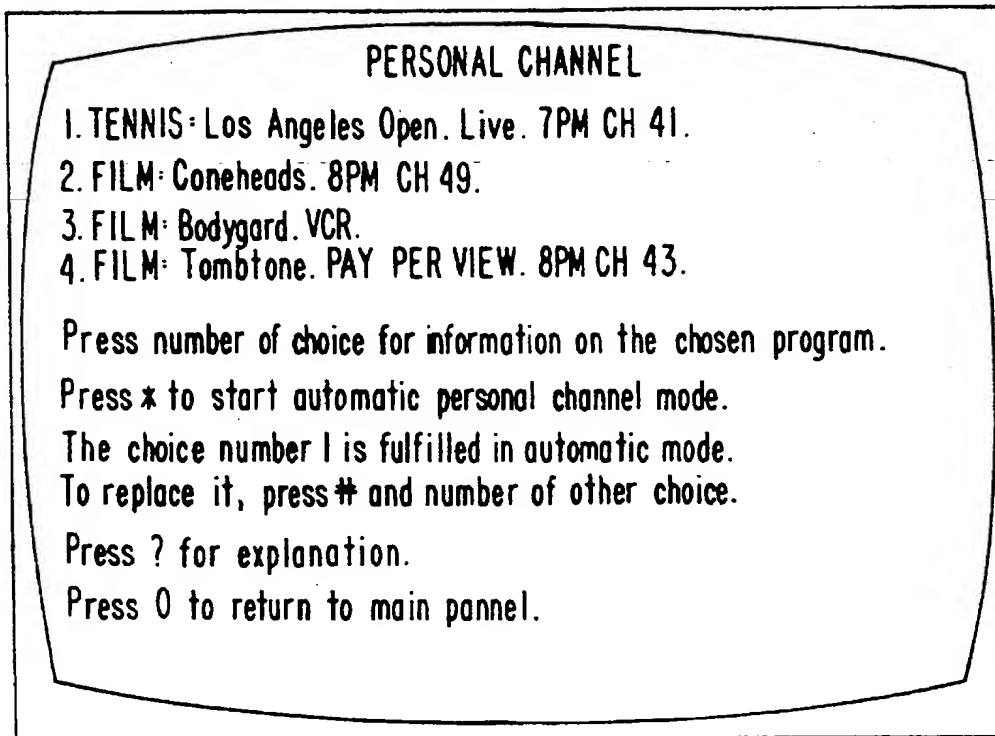 PERSONAL CHANNEL
1. TENNIS: Los Angeles Open. Live. 7PM CH 41.
2. FILM: Coneheads. 8PM CH 49.
3. FILM: Bodygard. VCR.
4. FILM: Tombtone. PAY PER VIEW. 8PM CH 43.
Press number of choice for information on the chosen program.
Press * to start automatic personal channel mode.
The choice number 1 is fulfilled in automatic mode.
To replace it, press # and number of other choice.
Press ? for explanation.
Press 0 to return to main pannel.